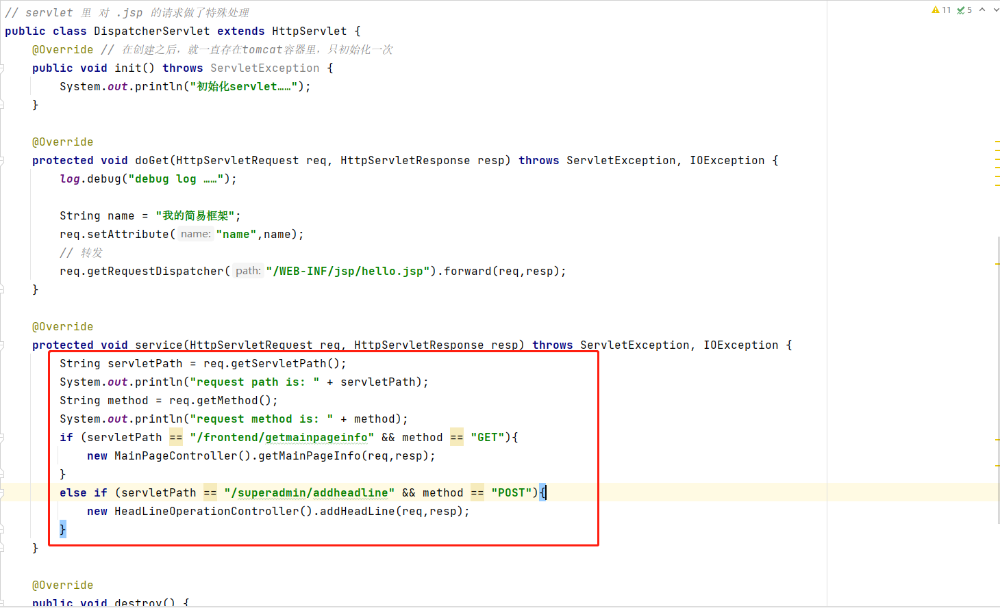 // servlet 里 对 .jsp 的请求做了特殊处理
11 5
public class DispatcherServlet extends HttpServlet {
@Override // 在创建之后，就一直存在tomcat容器里，只初始化一次
public void init() throws ServletException {
System.out.println("初始化servlet……");
}
@Override
protected void doGet(HttpServletRequest req, HttpServletResponse resp) throws ServletException, IOException {
log.debug("debug log ……");
String name = "我的简易框架";
req.setAttribute( name: "name",name);
// 转发
req.getRequestDispatcher( path: "/WEB-INF/jsp/hello.jsp").forward(req,resp);
}
@Override
protected void service(HttpServletRequest req, HttpServletResponse resp) throws ServletException, IOException {
String servletPath = req.getServletPath();
System.out.println("request path is: " + servletPath);
String method = req.getMethod();
System.out.println("request method is: " + method);
if (servletPath == "/frontend/getmainpageinfo" && method == "GET"){
new MainPageController().getMainPageInfo(req,resp);
}
else if (servletPath == "/superadmin/addheadline" && method == "POST"){
new HeadLineOperationController().addHeadLine(req,resp);
}
}
@Override
public void destroy() {